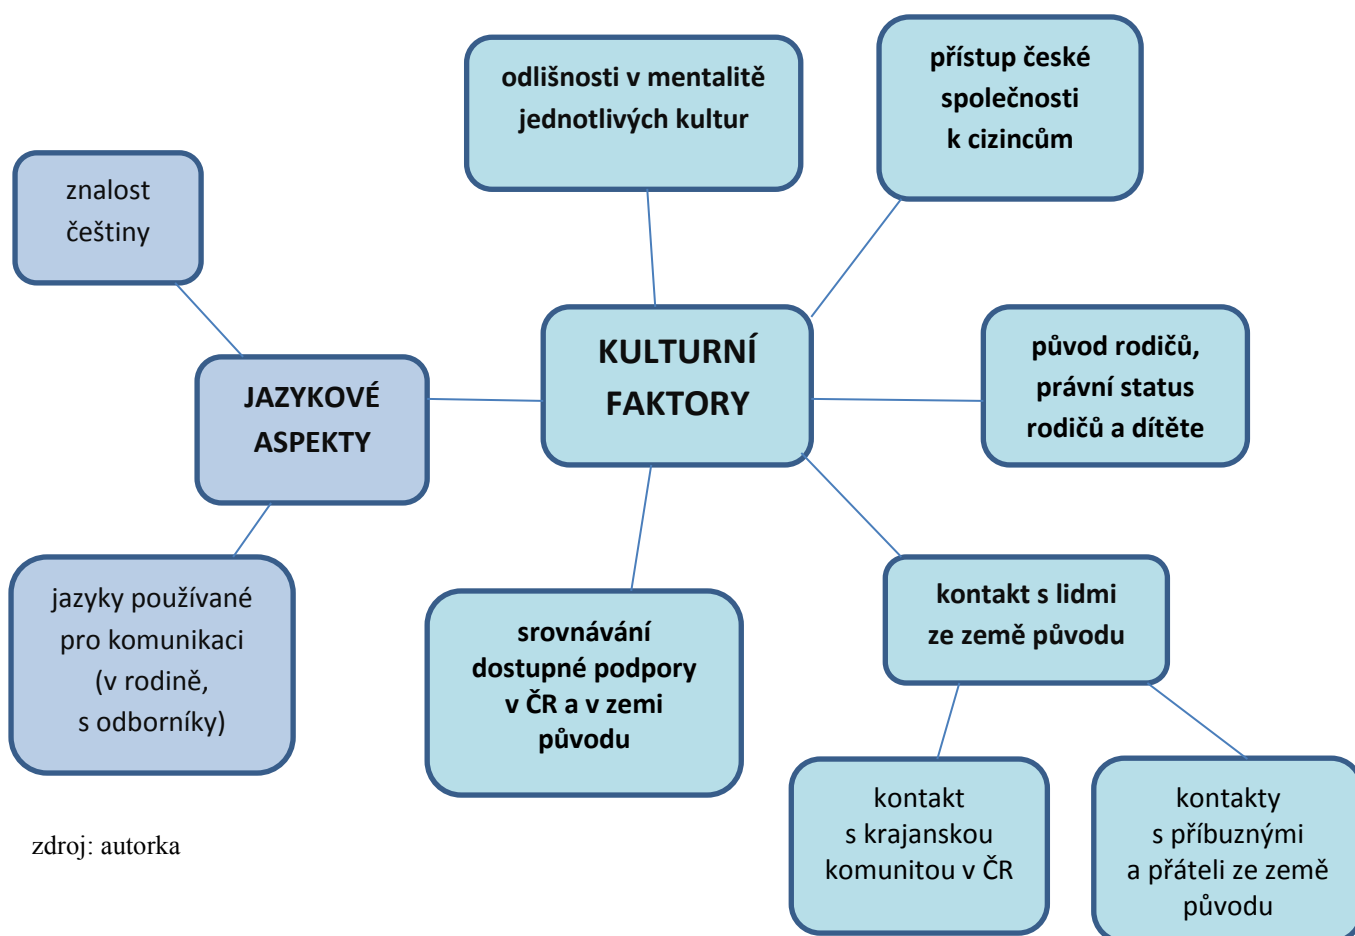 odlišnosti v mentalitě
jednotlivých kultur
přístup české
společnosti
k cizincům
znalost
češtiny
KULTURNÍ
FAKTORY
původ rodičů,
právní status
rodičů a dítěte
JAZYKOVÉ
ASPEKTY
jazyky používané
pro komunikaci
(v rodině,
s odborníky)
srovnávání
dostupné podpory
v ČR a v zemi
původu
kontakt s lidmi
ze země původu
kontakt
s krajanskou
komunitou v ČR
kontakty
s příbuznými
a přáteli ze země
původu
zdroj: autorka